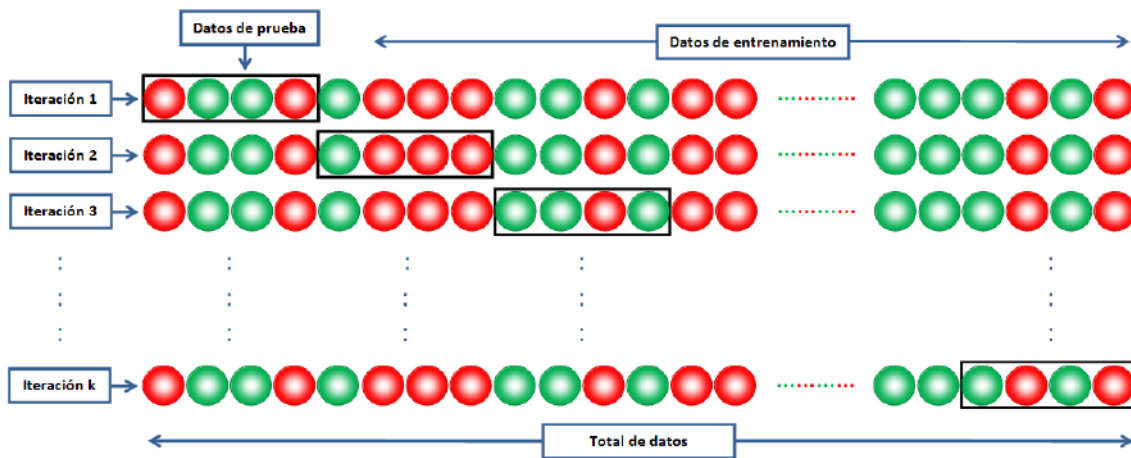 Datos de prueba
Datos de entrenamiento
Iteración 1
Iteración 2
Iteración 3
Iteración k
Total de datos